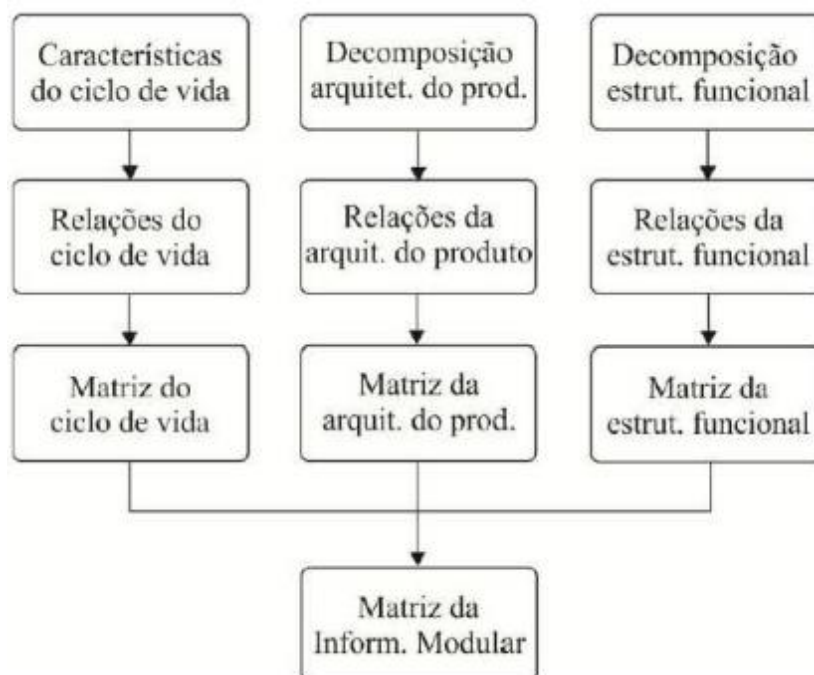 Características
do ciclo de vida
Decomposição
arquitet. do prod.
Decomposição
estrut. funcional
Relações do
ciclo de vida
Relações da
arquit. do produto
Relações da
estrut. funcional
Matriz do
ciclo de vida
Matriz da
arquit. do prod.
Matriz da
estrut. funcional
Matriz da
Inform. Modular